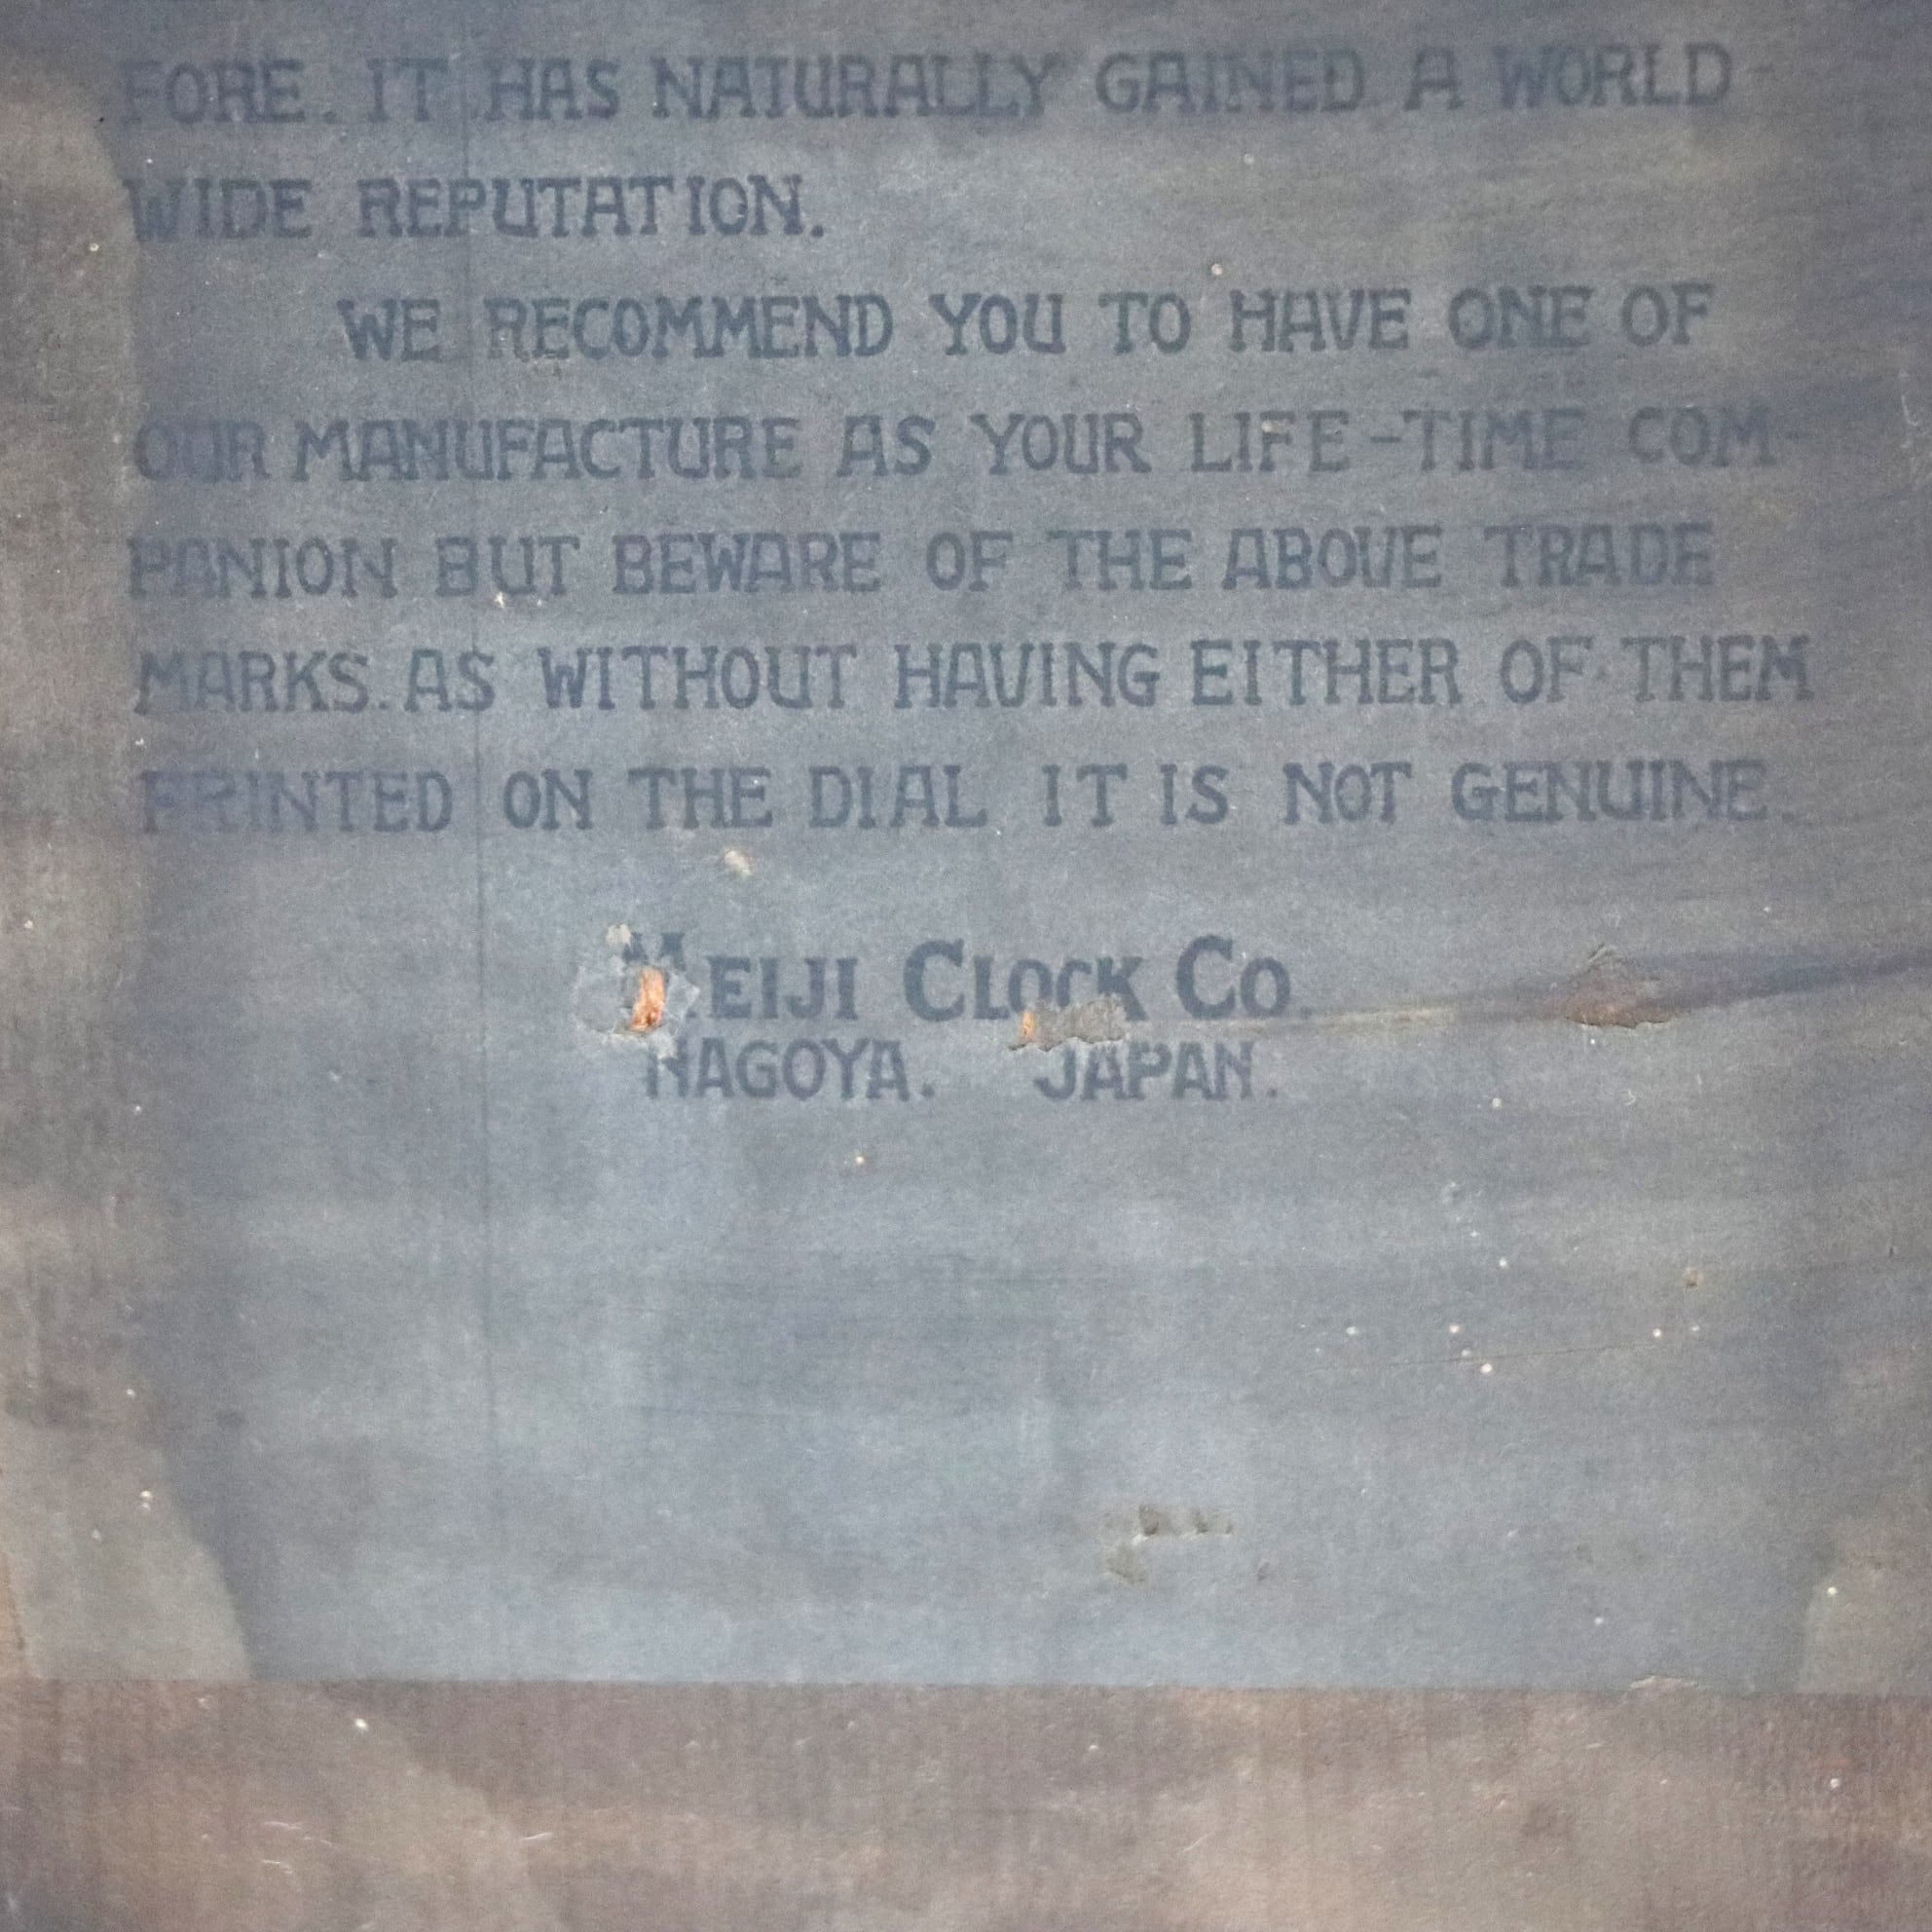 FORE. IT HAS NATURALLY GAINED A WORLD-
WIDE REPUTATION.
WE RECOMMEND YOU TO HAVE ONE OF
OUR MANUFACTURE AS YOUR LIFE-TIME COM-
PANION BUT BEWARE OF THE ABOVE TRADE
MARKS. AS WITHOUT HAVING EITHER OF THEM
PRINTED ON THE DIAL IT IS NOT GENUINE.
MEIJI CLOCK CO.
NAGOYA. JAPAN.